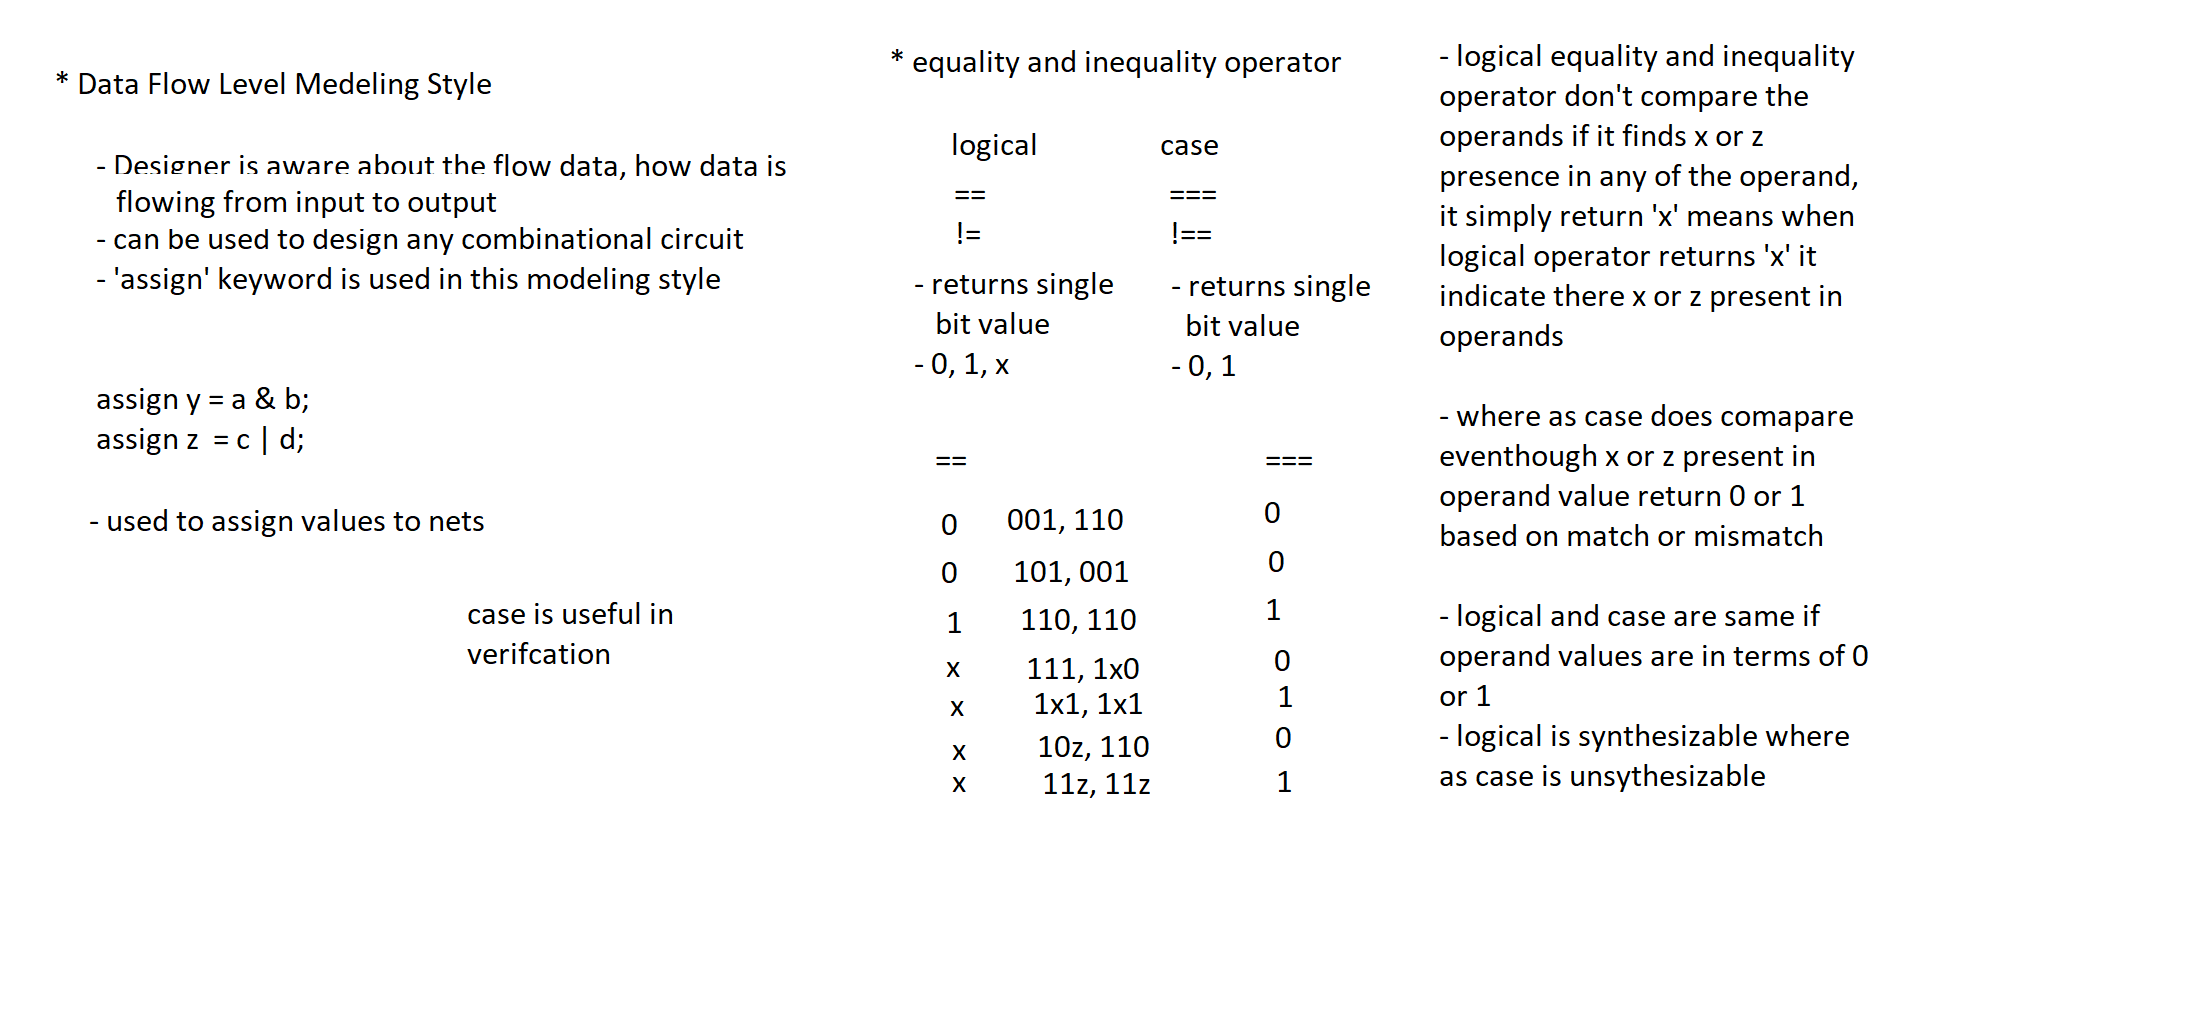 * Data Flow Level Medeling Style
- Designer is aware about the flow data, how data is
flowing from input to output
- can be used to design any combinational circuit
- 'assign' keyword is used in this modeling style
assign y = a & b;
assign z  = c | d;
- used to assign values to nets
case is useful in
verifcation
* equality and inequality operator
logical case
== ===
!= !==
- returns single
bit value
- 0, 1, x
- returns single
bit value
- 0, 1
== ===
0 001, 110 0
0 101, 001 0
1 110, 110 1
x 111, 1x0 0
x 1x1, 1x1 1
x 10z, 110 0
x 11z, 11z 1
- logical equality and inequality
operator don't compare the
operands if it finds x or z
presence in any of the operand,
it simply return 'x' means when
logical operator returns 'x' it
indicate there x or z present in
operands
- where as case does comapare
eventhough x or z present in
operand value return 0 or 1
based on match or mismatch
- logical and case are same if
operand values are in terms of 0
or 1
- logical is synthesizable where
as case is unsythesizable